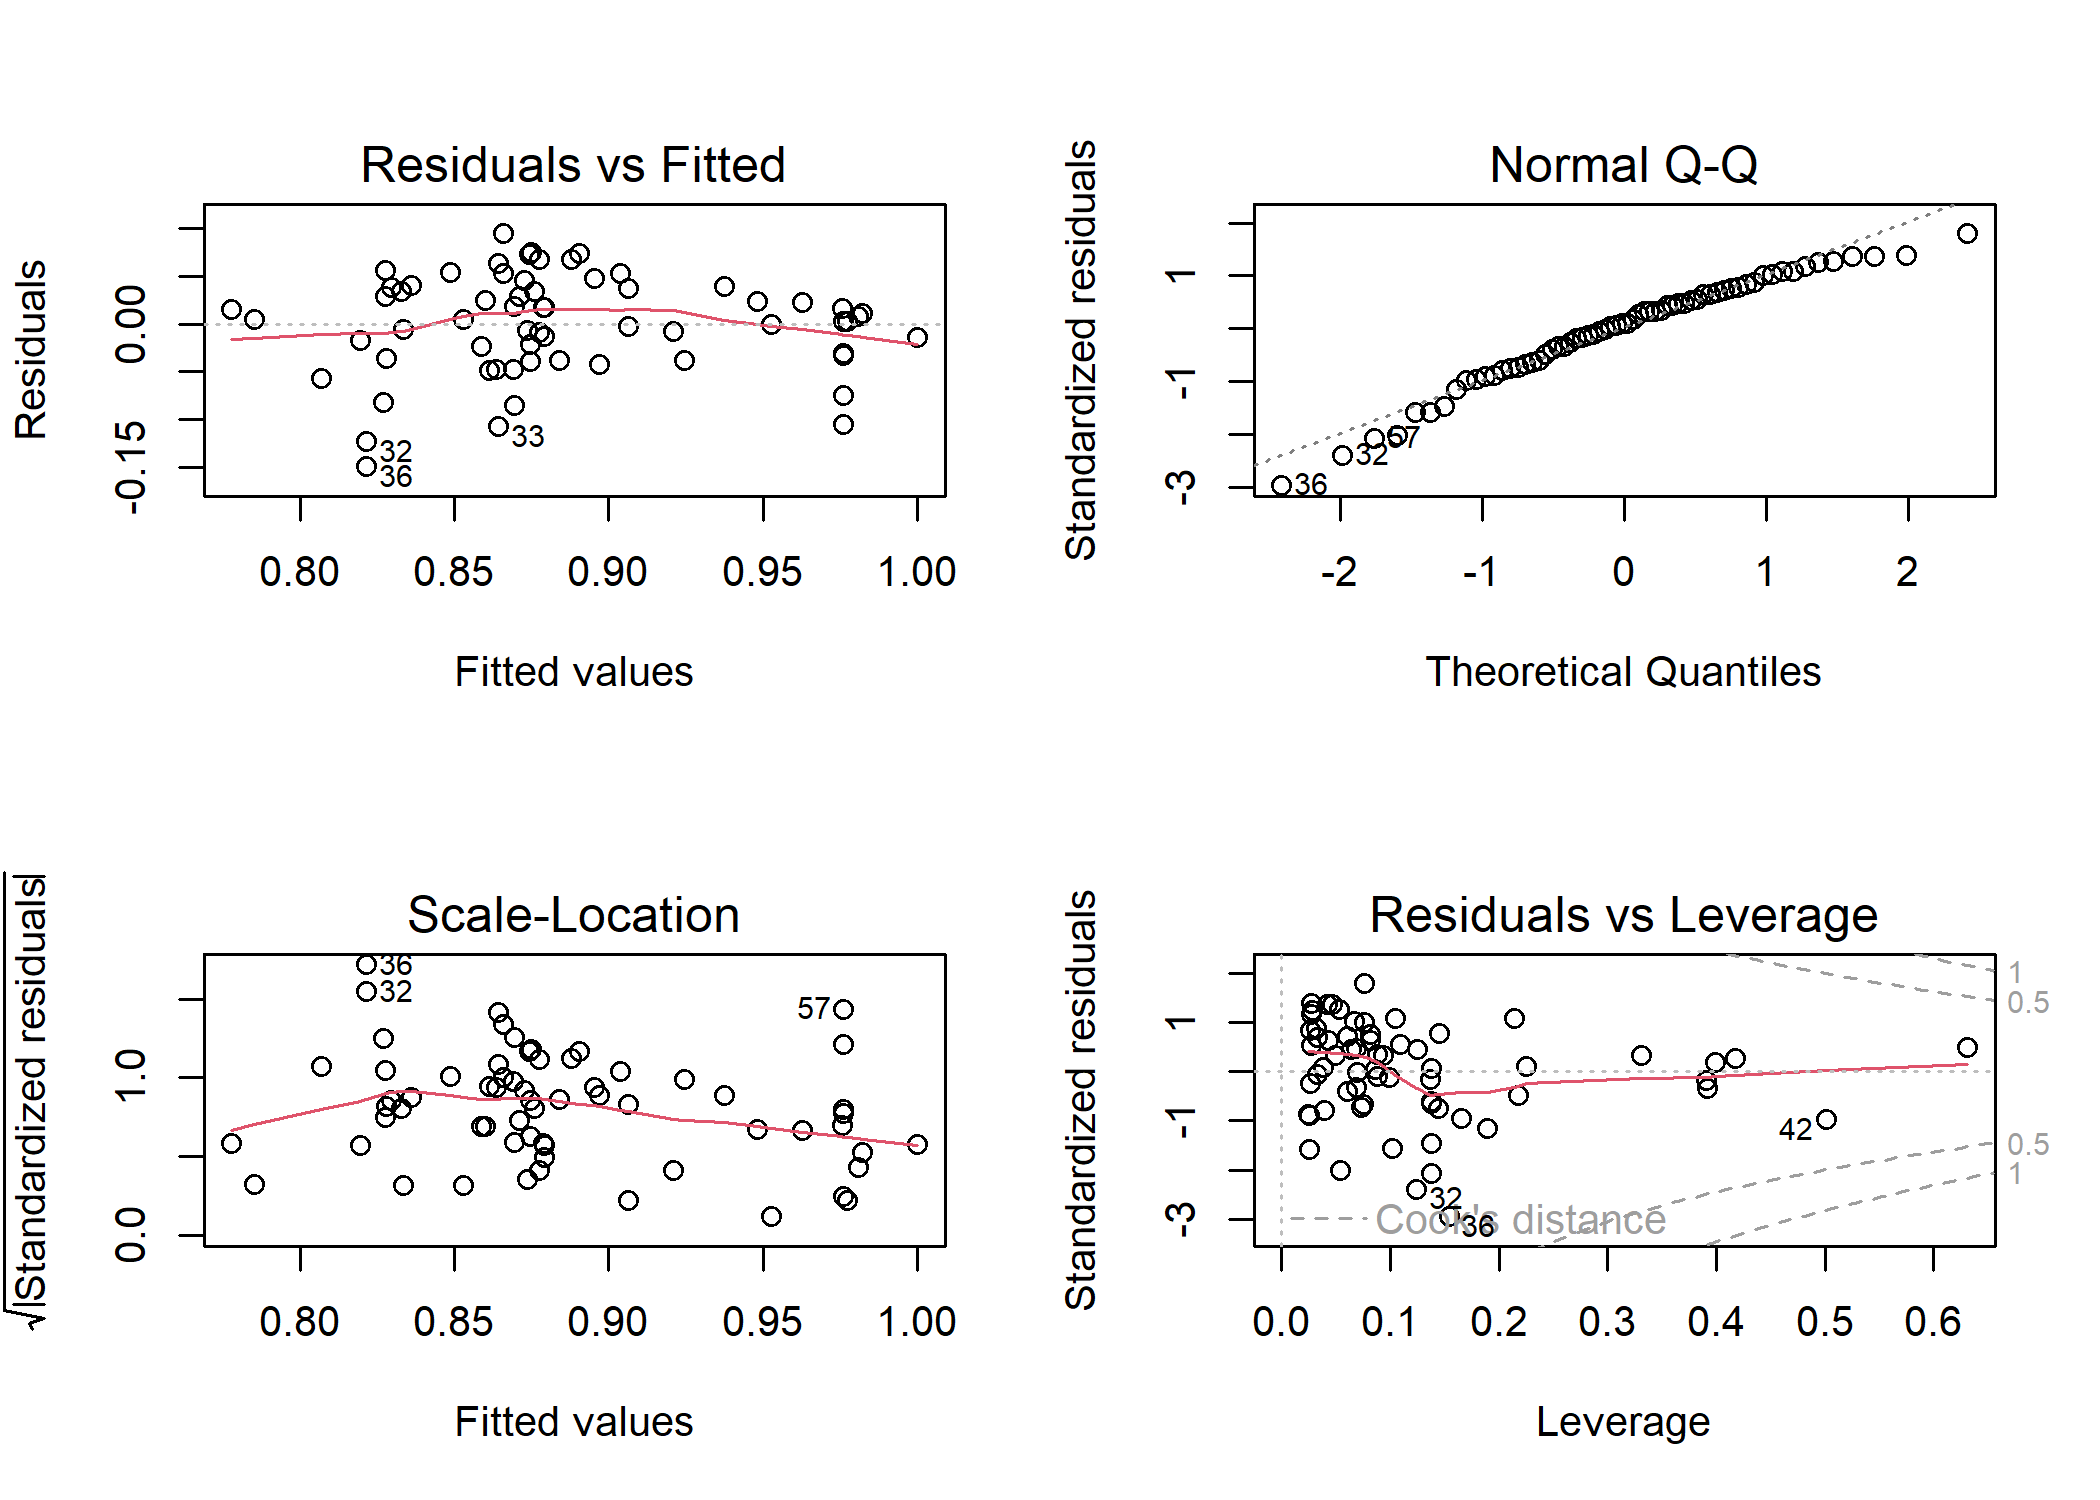 Residuals vs Fitted
Residuals
0.00
-0.15
33
32
36
0.80 0.85 0.90 0.95 1.00
Fitted values
Normal Q-Q
Standardized residuals
1
-1
-3
57
32
36
-2 -1 0 1 2
Theoretical Quantiles
Scale-Location
√|Standardized residuals|
1.0
0.0
36
32
57
0.80 0.85 0.90 0.95 1.00
Fitted values
Residuals vs Leverage
Standardized residuals
1
-1
-3
1
0.5
42
0.5
1
32
36
Cook's distance
0.0 0.1 0.2 0.3 0.4 0.5 0.6
Leverage